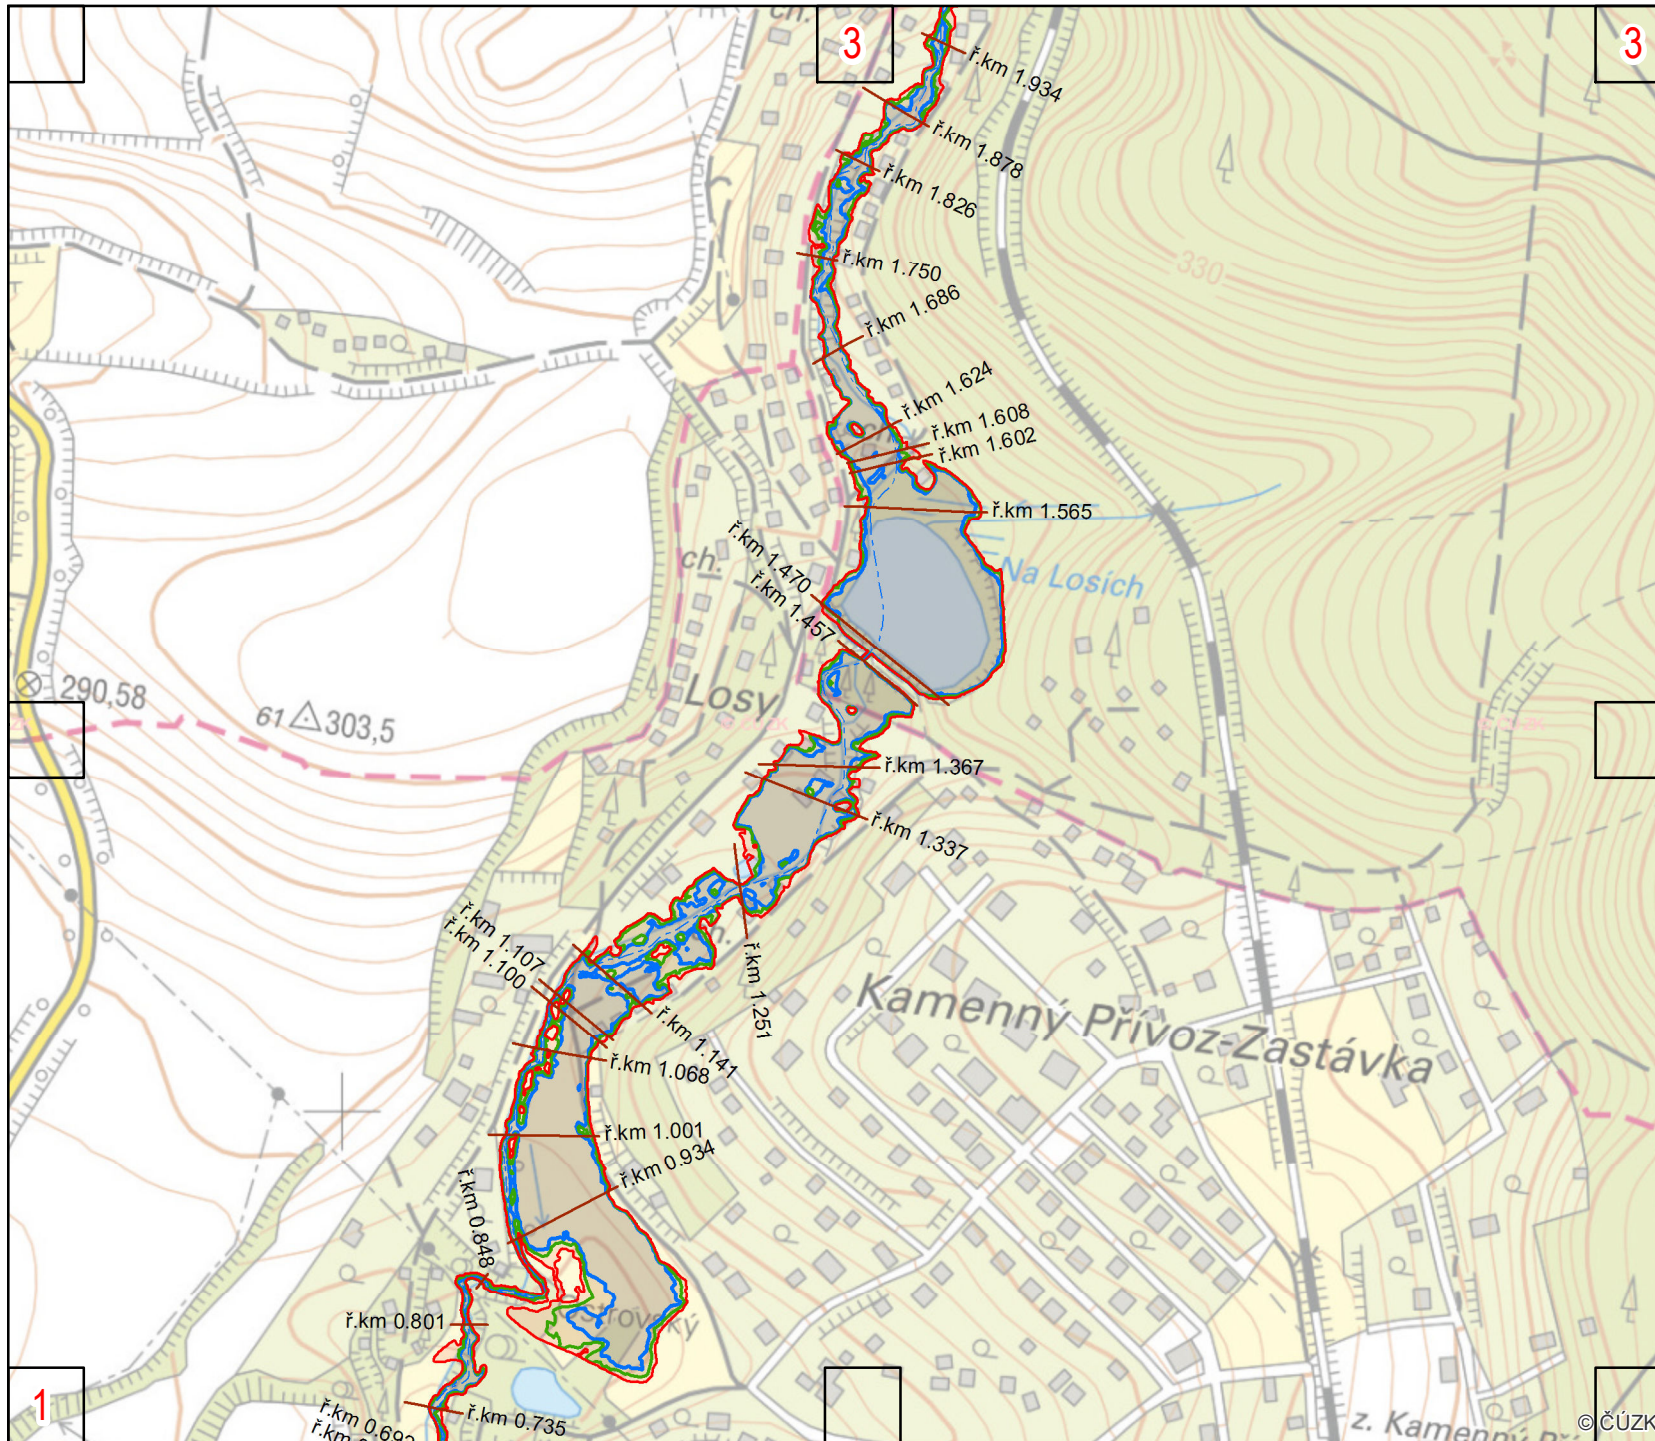 ch.
3
3
ř.km 1.934
ř.km 1.878
ř.km 1.826
ř.km 1.750
330
ř.km 1.686
ř.km 1.624
ř.km 1.608
ř.km 1.602
ř.km 1.565
ch.
ř.km 1.470
ř.km 1.457
Na Losích
290,58
61
303,5
Losy
ř.km 1.367
ř.km 1.337
ř.km 1.251
ř.km 1.107
ř.km 1.100
ř.km 1.141
Kamenný Přívoz-Zastávka
ř.km 1.068
ř.km 1.001
ř.km 0.934
ř.km 0.848
ř.km 0.801
1
ř.km 0.735
ř.km 0.692
z. Kamenný
© ČÚZK